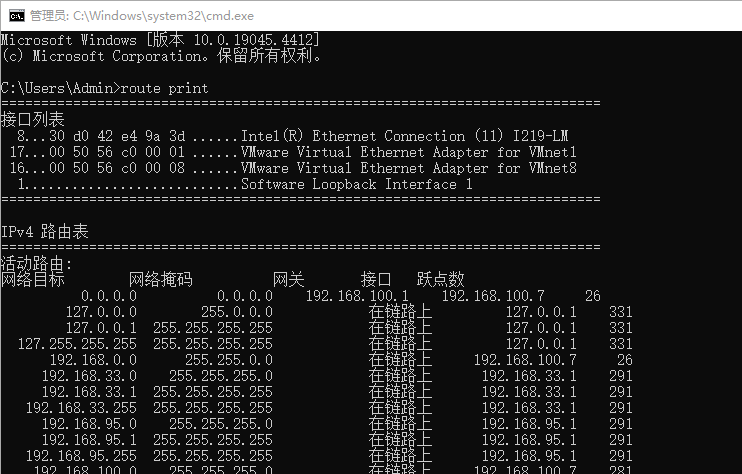 管理员: C:\Windows\system32\cmd.exe
Microsoft Windows [版本 10.0.19045.4412]
(c) Microsoft Corporation。保留所有权利。
C:\Users\Admin>route print
===========================================================================
接口列表
8...30 d0 42 e4 9a 3d ......Intel(R) Ethernet Connection (11) I219-LM
17...00 50 56 c0 00 01 ......VMware Virtual Ethernet Adapter for VMnet1
16...00 50 56 c0 00 08 ......VMware Virtual Ethernet Adapter for VMnet8
1...........................Software Loopback Interface 1
===========================================================================
IPv4 路由表
===========================================================================
活动路由:
网络目标 网络掩码 网关 接口 跃点数
0.0.0.0 0.0.0.0 192.168.100.1 192.168.100.7 26
127.0.0.0 255.0.0.0 在链路上 127.0.0.1 331
127.0.0.1 255.255.255.255 在链路上 127.0.0.1 331
127.255.255.255 255.255.255.255 在链路上 127.0.0.1 331
192.168.0.0 255.255.0.0 在链路上 192.168.100.7 26
192.168.33.0 255.255.255.0 在链路上 192.168.33.1 291
192.168.33.1 255.255.255.255 在链路上 192.168.33.1 291
192.168.33.255 255.255.255.255 在链路上 192.168.33.1 291
192.168.95.0 255.255.255.0 在链路上 192.168.95.1 291
192.168.95.1 255.255.255.255 在链路上 192.168.95.1 291
192.168.95.255 255.255.255.255 在链路上 192.168.95.1 291
192.168.100.0 255.255.255.0 在链路上 192.168.100.7 281